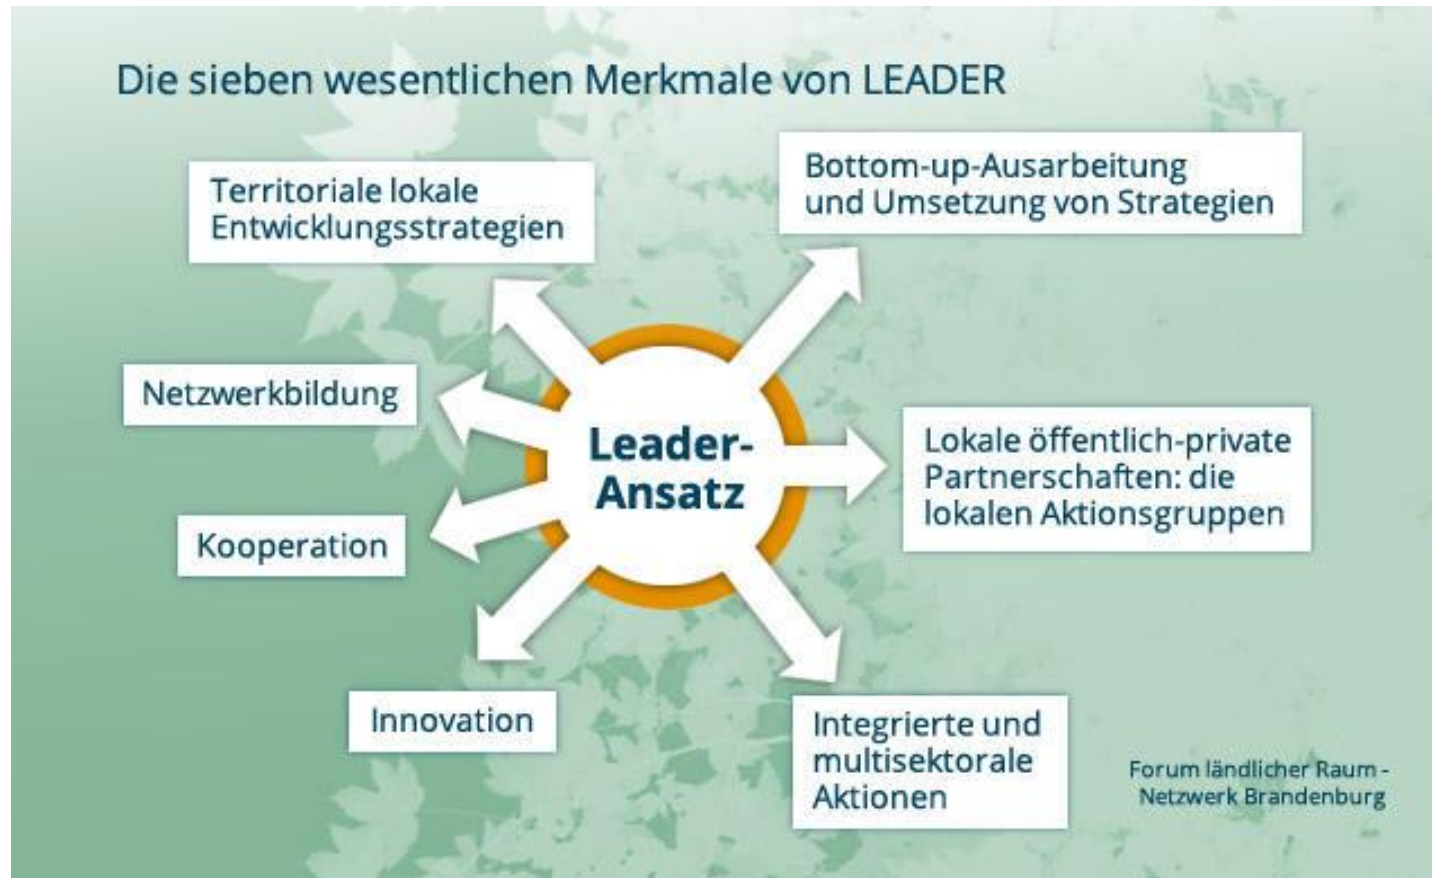 Die sieben wesentlichen Merkmale von LEADER
Territoriale lokale
Entwicklungsstrategien
Bottom-up-Ausarbeitung
und Umsetzung von Strategien
Netzwerkbildung
Leader-
Ansatz
Lokale öffentlich-private
Partnerschaften: die
lokalen Aktionsgruppen
Kooperation
Innovation
Integrierte und
multisektorale
Aktionen
Forum ländlicher Raum -
Netzwerk Brandenburg